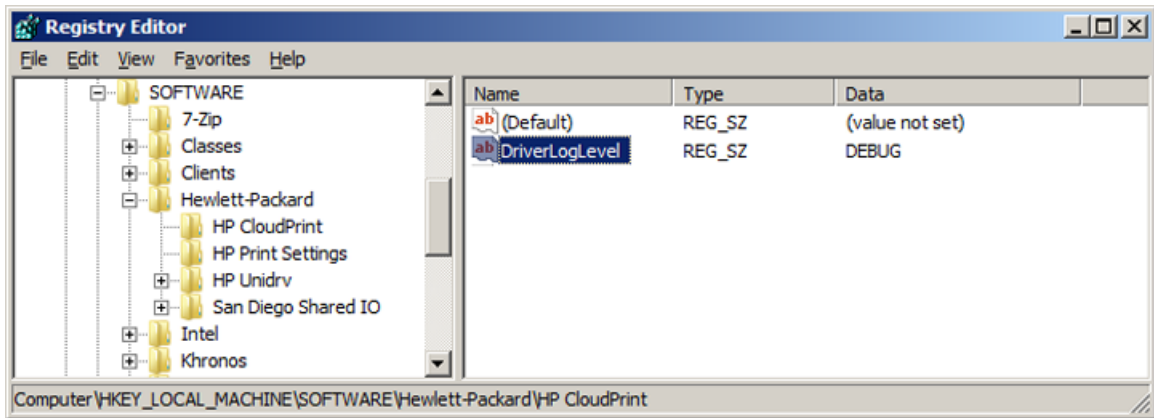 Registry Editor
File Edit View Favorites Help
SOFTWARE
7-Zip
Classes
Clients
Hewlett-Packard
HP CloudPrint
HP Print Settings
HP Unidrv
San Diego Shared IO
Intel
Khronos
Name Type Data
ab (Default) REG_SZ (value not set)
ab DriverLogLevel REG_SZ DEBUG
Computer\HKEY_LOCAL_MACHINE\SOFTWARE\Hewlett-Packard\HP CloudPrint